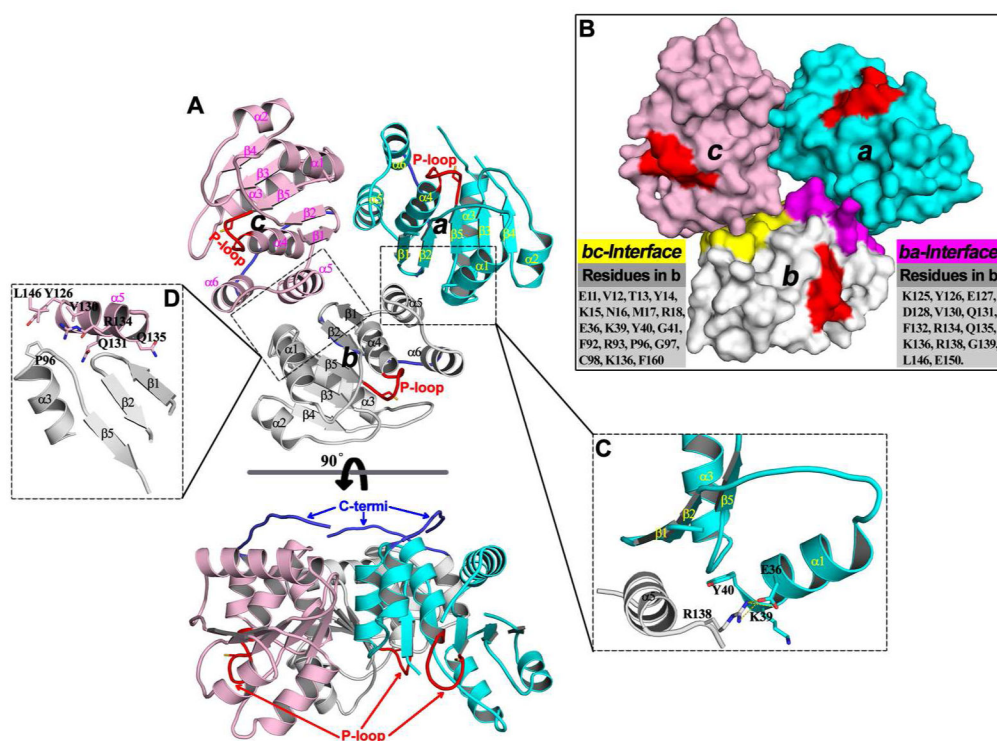 A
α2
β4
α1
β3
β5
α3
β2
c
P-loop
α4
β1
α6
α5
P-loop
α6
α4
α5
a
α3
β5
β3
β4
β1
β2
α1
α2
α5
β1
β2
α4
α1
b
α6
β5
P-loop
β3
α3
β4
α2
90°
C-termi
P-loop
B
c
a
b
bc-Interface
Residues in b
E11, V12, T13, Y14,
K15, N16, M17, R18,
E36, K39, Y40, G41,
F92, R93, P96, G97,
C98, K136, F160
ba-Interface
Residues in b
K125, Y126, E127,
D128, V130, Q131,
F132, R134, Q135,
K136, R138, G139,
L146, E150.
D
L146 Y126
α5
V130
R134
Q131 Q135
P96
β1
α3
β2
β5
C
α3
β5
β2
β1
α1
E36
Y40
α5
R138
K39